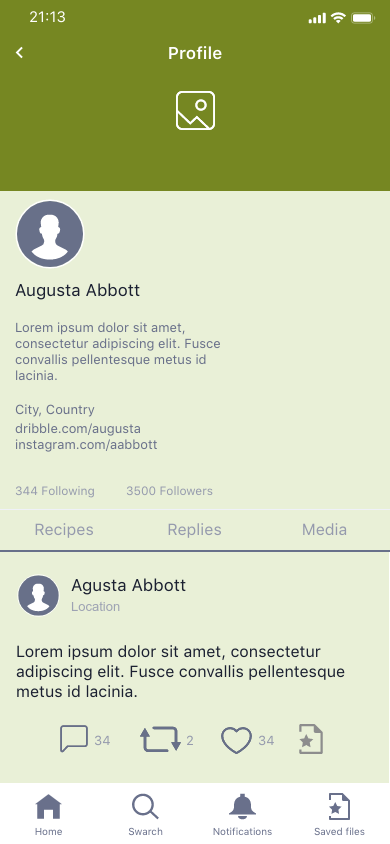 21:13
Profile
Augusta Abbott
Lorem ipsum dolor sit amet,
consectetur adipiscing elit. Fusce
convallis pellentesque metus id
lacinia.
City, Country
dribble.com/augusta
instagram.com/aabbott
344 Following 3500 Followers
Recipes Replies Media
Agusta Abbott
Location
Lorem ipsum dolor sit amet, consectetur
adipiscing elit. Fusce convallis pellentesque
metus id lacinia.
34 2 34
Home Swarch Notifications Saved files